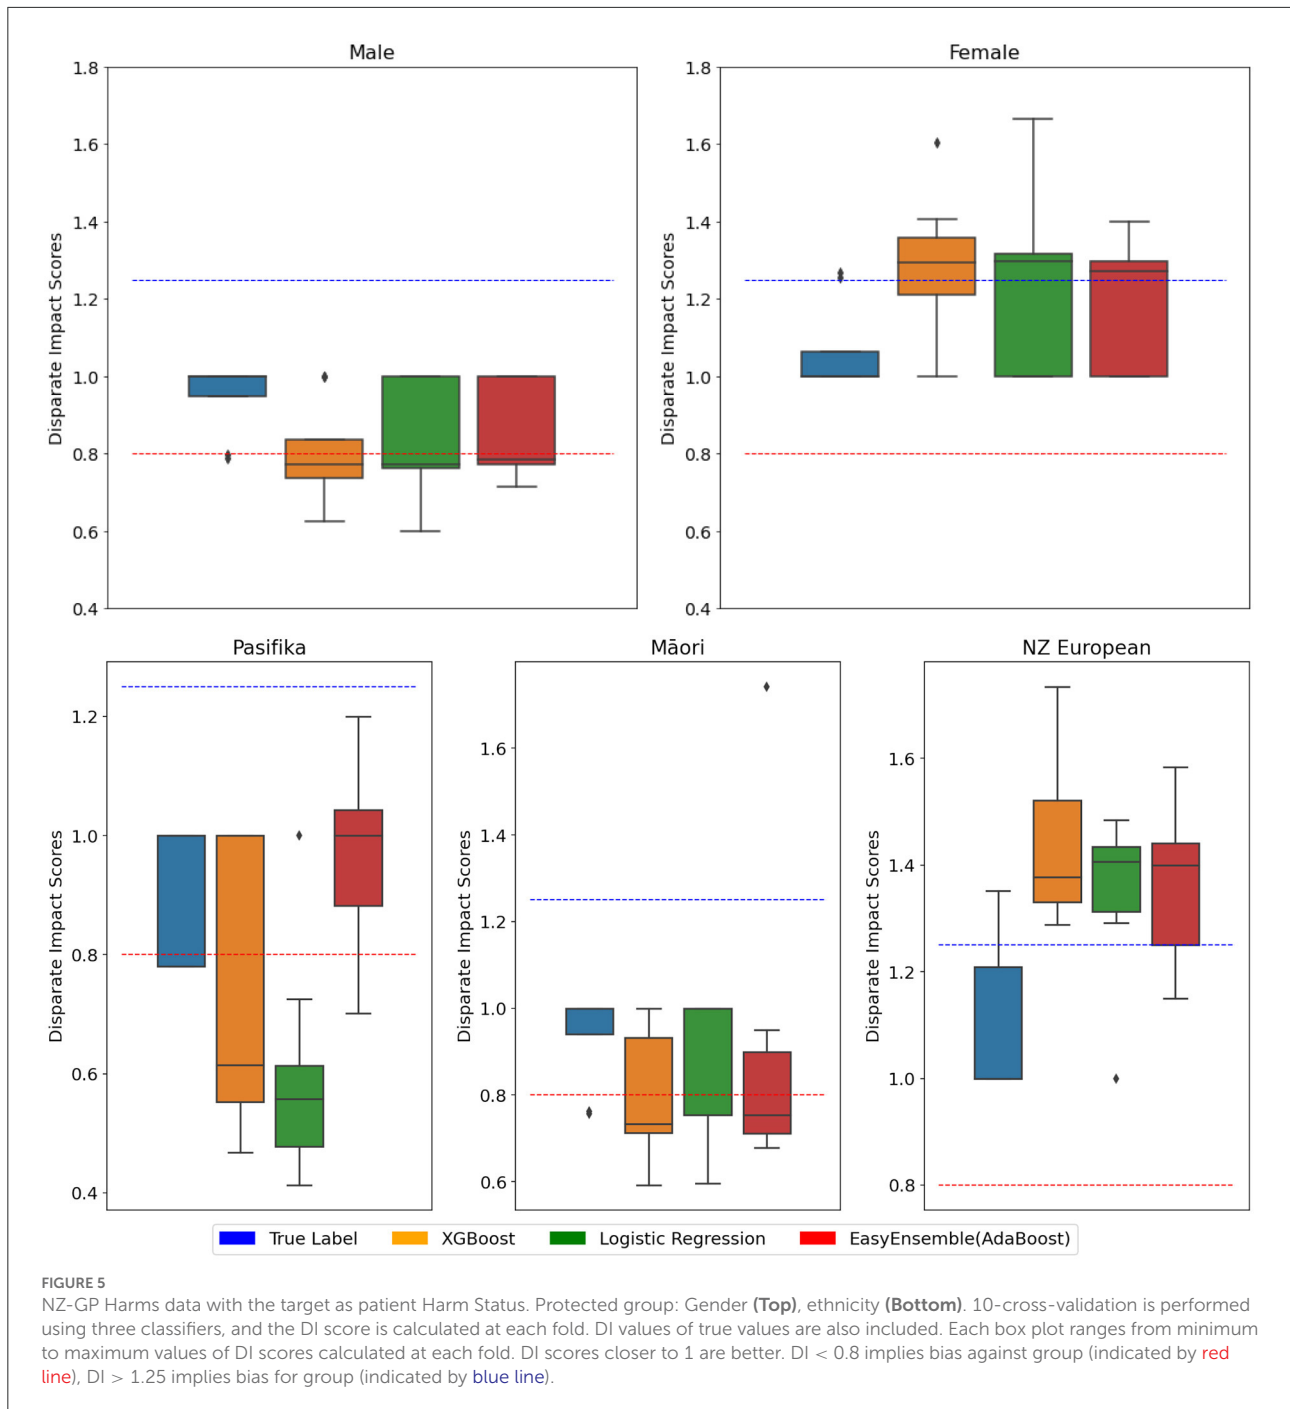 Male
Female
Disparate Impact Scores
1.8
1.6
1.4
1.2
1.0
0.8
0.6
0.4
Disparate Impact Scores
1.8
1.6
1.4
1.2
1.0
0.8
0.6
0.4
Pasifika
Māori
NZ European
Disparate Impact Scores
1.2
1.0
0.8
0.6
0.4
Disparate Impact Scores
1.6
1.4
1.2
1.0
0.8
0.6
Disparate Impact Scores
1.6
1.4
1.2
1.0
0.8
True Label XGBoost Logistic Regression EasyEnsemble(AdaBoost)
FIGURE 5
NZ-GP Harms data with the target as patient Harm Status. Protected group: Gender (Top), ethnicity (Bottom). 10-cross-validation is performed
using three classifiers, and the DI score is calculated at each fold. DI values of true values are also included. Each box plot ranges from minimum
to maximum values of DI scores calculated at each fold. DI scores closer to 1 are better. DI < 0.8 implies bias against group (indicated by red
line), DI > 1.25 implies bias for group (indicated by blue line).